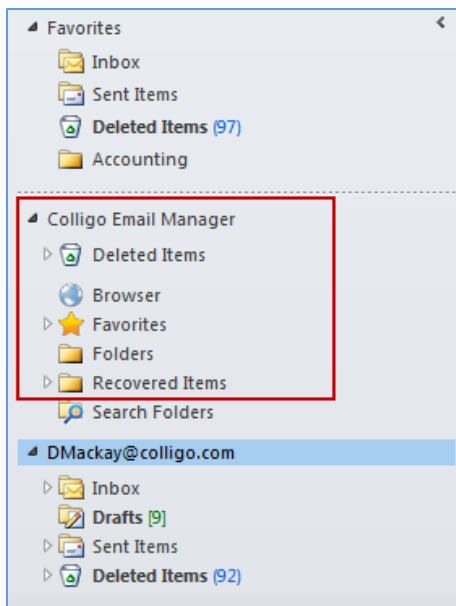 Favorites
Inbox
Sent Items
Deleted Items (97)
Accounting
Colligo Email Manager
Deleted Items
Browser
Favorites
Folders
Recovered Items
Search Folders
DMackay@colligo.com
Inbox
Drafts [9]
Sent Items
Deleted Items (92)